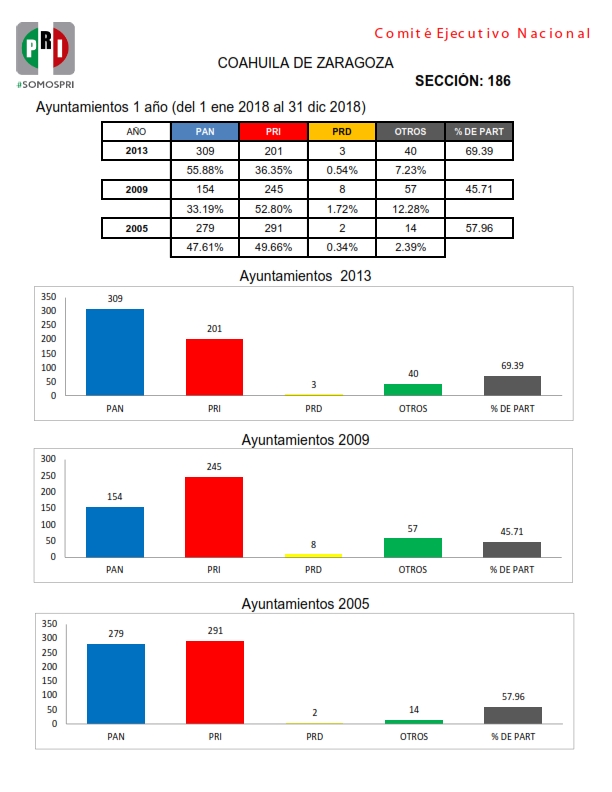 Comité Ejecutivo Nacional
PRI
#SOMOSPRI
COAHUILA DE ZARAGOZA
SECCIÓN: 186
Ayuntamientos 1 año (del 1 ene 2018 al 31 dic 2018)
AÑO PAN PRI PRD OTROS % DE PART
2013 309 201 3 40 69.39
55.88% 36.35% 0.54% 7.23%
2009 154 245 8 57 45.71
33.19% 52.80% 1.72% 12.28%
2005 279 291 2 14 57.96
47.61% 49.66% 0.34% 2.39%
Ayuntamientos 2013
350
300
250
200
150
100
50
0
309
201
3
40
69.39
PAN PRI PRD OTROS % DE PART
Ayuntamientos 2009
300
250
200
150
100
50
0
154
245
8
57
45.71
PAN PRI PRD OTROS % DE PART
Ayuntamientos 2005
350
300
250
200
150
100
50
0
279
291
2
14
57.96
PAN PRI PRD OTROS % DE PART